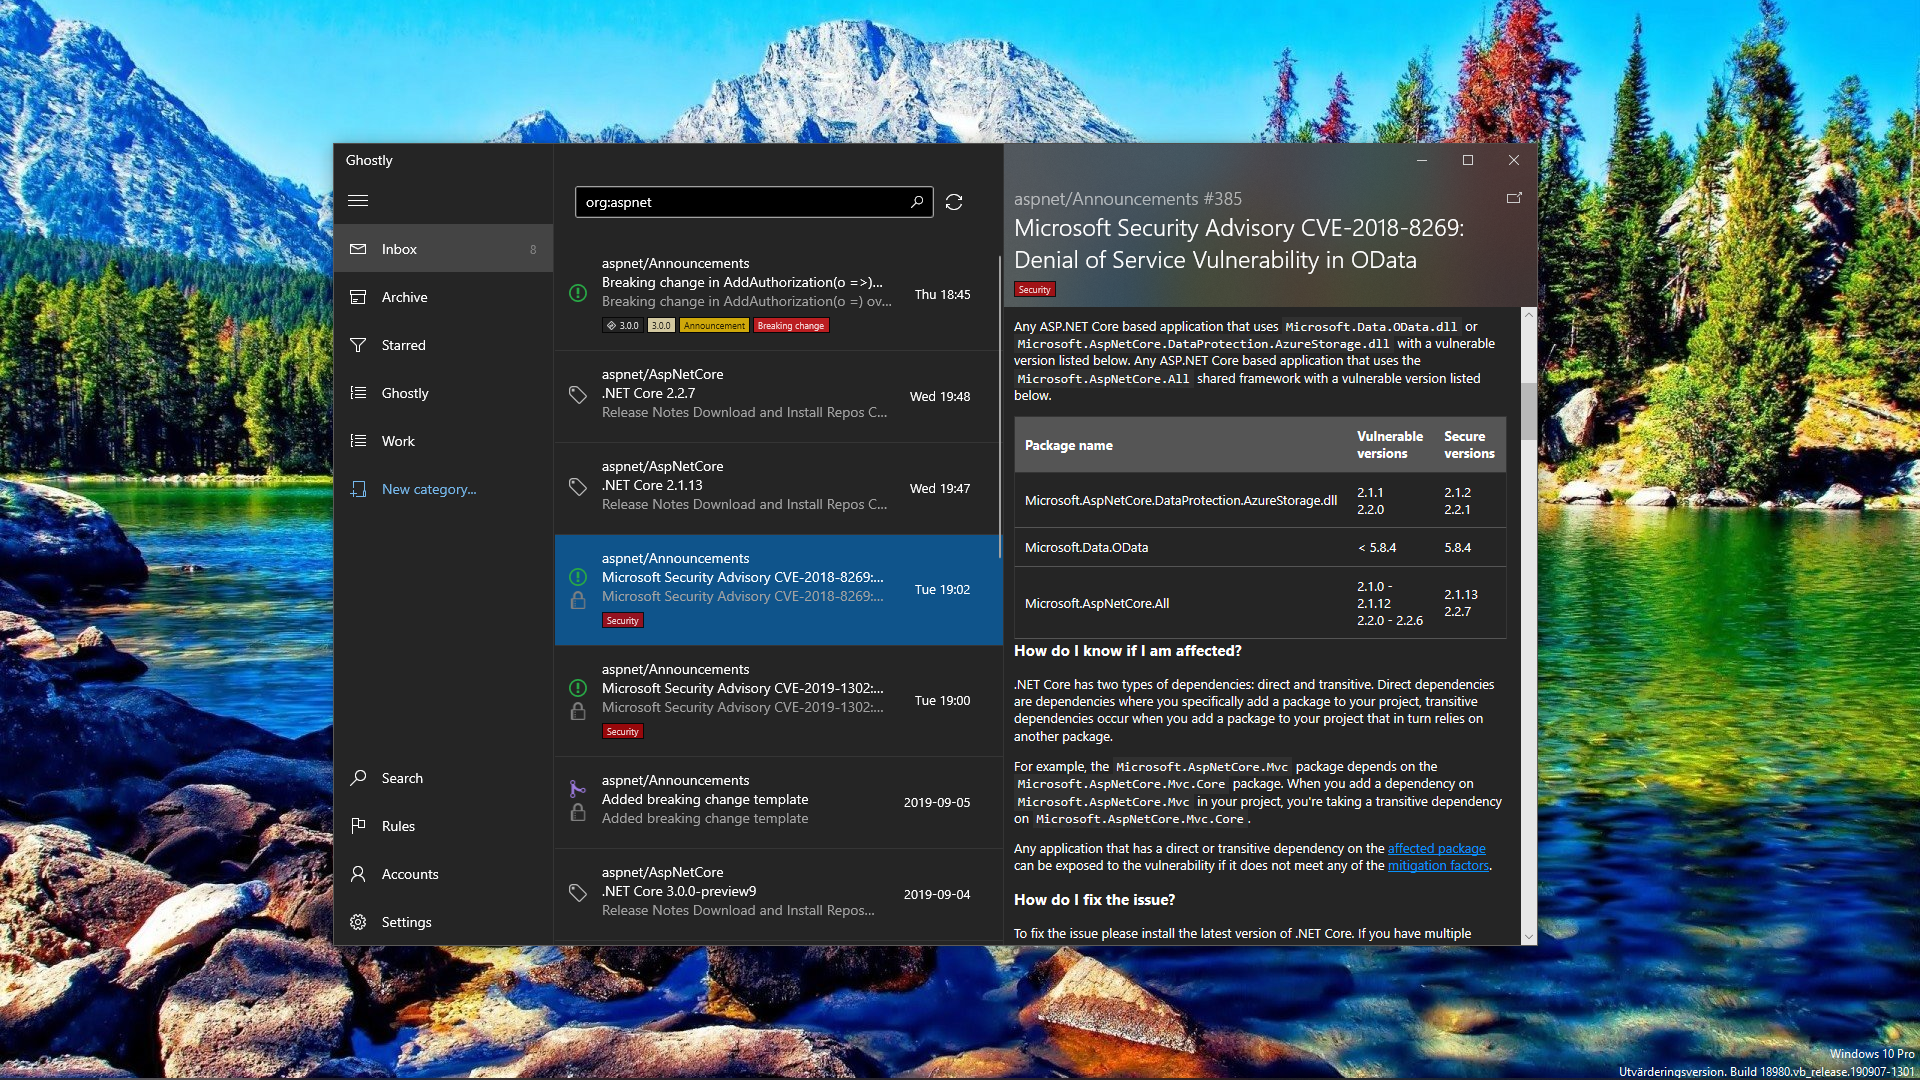 Ghostly
Inbox 8
Archive
Starred
Ghostly
Work
New category...
Search
Rules
Accounts
Settings
org:aspnet
aspnet/Announcements
Breaking change in AddAuthorization(o =>)...
Breaking change in AddAuthorization(o =) ov...
Thu 18:45
3.0.0 3.0.0 Announcement Breaking change
aspnet/AspNetCore
.NET Core 2.2.7
Release Notes Download and Install Repos C...
Wed 19:48
aspnet/AspNetCore
.NET Core 2.1.13
Release Notes Download and Install Repos C...
Wed 19:47
aspnet/Announcements
Microsoft Security Advisory CVE-2018-8269:...
Microsoft Security Advisory CVE-2018-8269:...
Tue 19:02
Security
aspnet/Announcements
Microsoft Security Advisory CVE-2019-1302:...
Microsoft Security Advisory CVE-2019-1302:...
Tue 19:00
Security
aspnet/Announcements
Added breaking change template
Added breaking change template
2019-09-05
aspnet/AspNetCore
.NET Core 3.0.0-preview9
Release Notes Download and Install Repos...
2019-09-04
aspnet/Announcements #385
Microsoft Security Advisory CVE-2018-8269:
Denial of Service Vulnerability in OData
Security
Any ASP.NET Core based application that uses Microsoft.Data.OData.dll or
Microsoft.AspNetCore.DataProtection.AzureStorage.dll with a vulnerable
version listed below. Any ASP.NET Core based application that uses the
Microsoft.AspNetCore.All shared framework with a vulnerable version listed
below.
Package name Vulnerable versions Secure versions
Microsoft.AspNetCore.DataProtection.AzureStorage.dll 2.1.1 2.2.0 2.1.2 2.2.1
Microsoft.Data.OData < 5.8.4 5.8.4
Microsoft.AspNetCore.All 2.1.0 - 2.1.12 2.2.0 - 2.2.6 2.1.13 2.2.7
How do I know if I am affected?
.NET Core has two types of dependencies: direct and transitive. Direct dependencies
are dependencies where you specifically add a package to your project, transitive
dependencies occur when you add a package to your project that in turn relies on
another package.
For example, the Microsoft.AspNetCore.Mvc package depends on the
Microsoft.AspNetCore.Mvc.Core package. When you add a dependency on
Microsoft.AspNetCore.Mvc in your project, you're taking a transitive dependency
on Microsoft.AspNetCore.Mvc.Core.
Any application that has a direct or transitive dependency on the affected package
can be exposed to the vulnerability if it does not meet any of the mitigation factors.
How do I fix the issue?
To fix the issue please install the latest version of .NET Core. If you have multiple
Windows 10 Pro
Utvärderingsversion. Build 18980.vb_release.190907-1301